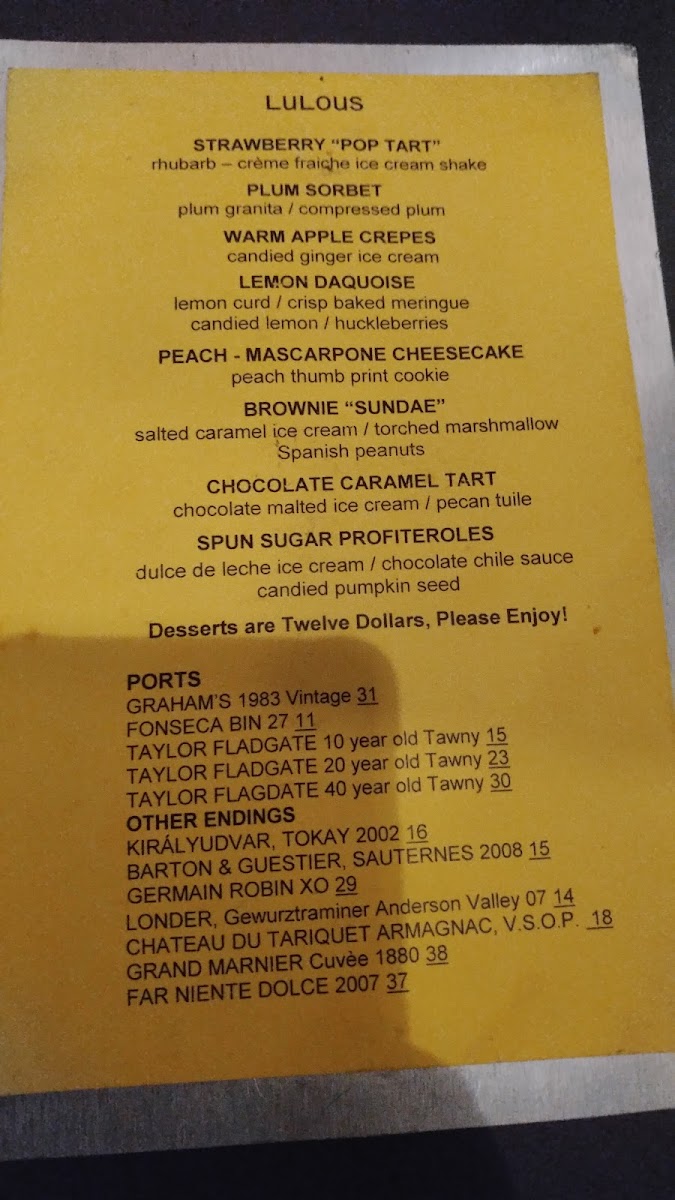 LuLous
STRAWBERRY “POP TART”
rhubarb – crème fraiche ice cream shake
PLUM SORBET
plum granita / compressed plum
WARM APPLE CREPES
candied ginger ice cream
LEMON DAQUOISE
lemon curd / crisp baked meringue
candied lemon / huckleberries
PEACH - MASCARPONE CHEESECAKE
peach thumb print cookie
BROWNIE “SUNDAE”
salted caramel ice cream / torched marshmallow
Spanish peanuts
CHOCOLATE CARAMEL TART
chocolate malted ice cream / pecan tuile
SPUN SUGAR PROFITEROLES
dulce de leche ice cream / chocolate chile sauce
candied pumpkin seed
Desserts are Twelve Dollars, Please Enjoy!
PORTS
GRAHAM’S 1983 Vintage 31
FONSECA BIN 27 11
TAYLOR FLADGATE 10 year old Tawny 15
TAYLOR FLADGATE 20 year old Tawny 23
TAYLOR FLAGDATE 40 year old Tawny 30
OTHER ENDINGS
KIRÁLYUDVAR, TOKAY 2002 16
BARTON & GUESTIER, SAUTERNES 2008 15
GERMAIN ROBIN XO 29
LONDER, Gewurztraminer Anderson Valley 07 14
CHATEAU DU TARIQUET ARMAGNAC, V.S.O.P. 18
GRAND MARNIER Cuvèe 1880 38
FAR NIENTE DOLCE 2007 37